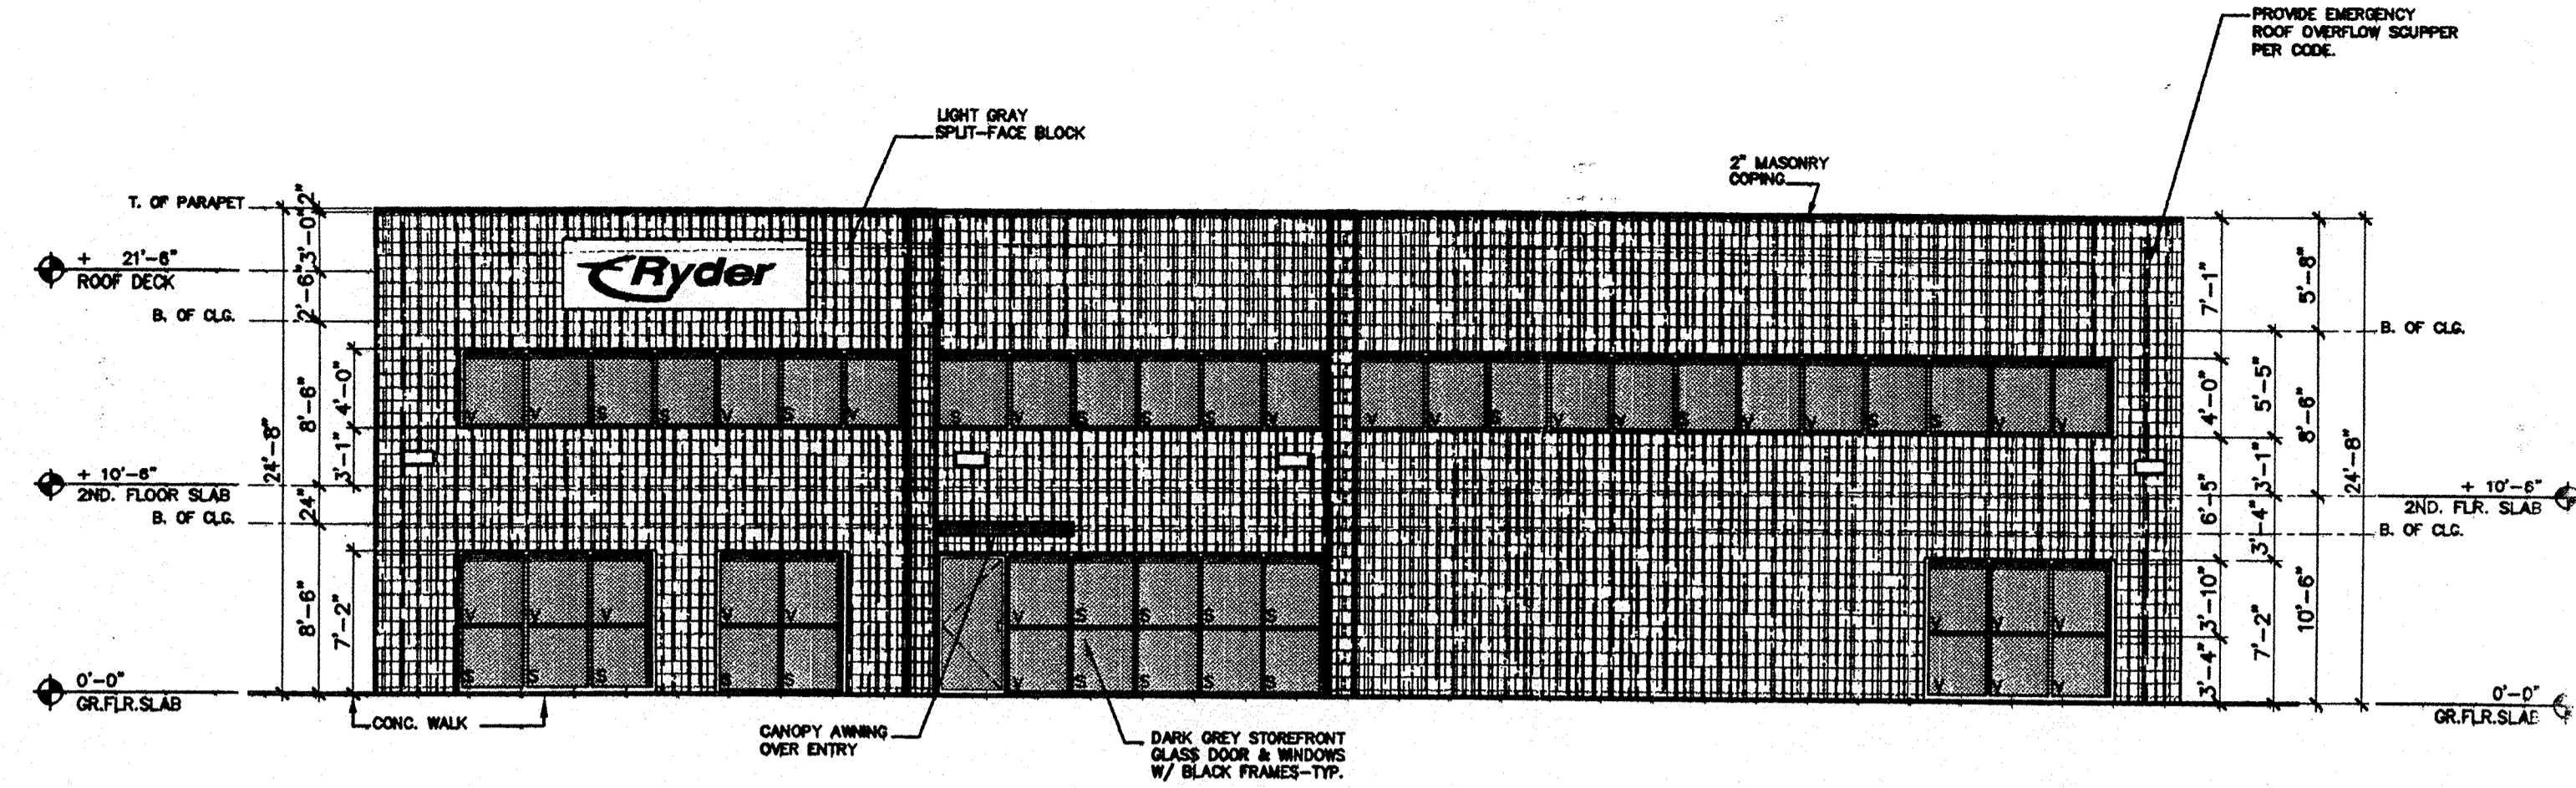 PROVIDE EMERGENCY
ROOF OVERFLOW SCUPPER
PER CODE.
LIGHT GRAY
SPLIT-FACE BLOCK
2" MASONRY
COPING
T. OF PARAPET
2"
3'-0"
+ 21'-6"
ROOF DECK
2'-6"
B. OF CLG.
8'-6"
4'-0"
24'-8"
3'-1"
+ 10'-6"
2ND. FLOOR SLAB
24"
B. OF CLG.
8'-6"
7'-2"
0'-0"
GR.FLR.SLAB
CONC. WALK
Ryder
V V S S V S V
S V S S S V
V V S V V S V V S S V V
V V V
S S S
V V
S S
V S S S S
V S S S S
V V V
V V V
CANOPY AWNING
OVER ENTRY
DARK GREY STOREFRONT
GLASS DOOR & WINDOWS
W/ BLACK FRAMES-TYP.
7'-1"
5'-8"
B. OF CLG.
4'-0"
5'-5"
8'-6"
3'-1"
24'-8"
6'-5"
+ 10'-6"
2ND. FLR. SLAB
3'-4"
B. OF CLG.
3'-10"
7'-2"
10'-6"
3'-4"
0'-0"
GR.FLR.SLAB